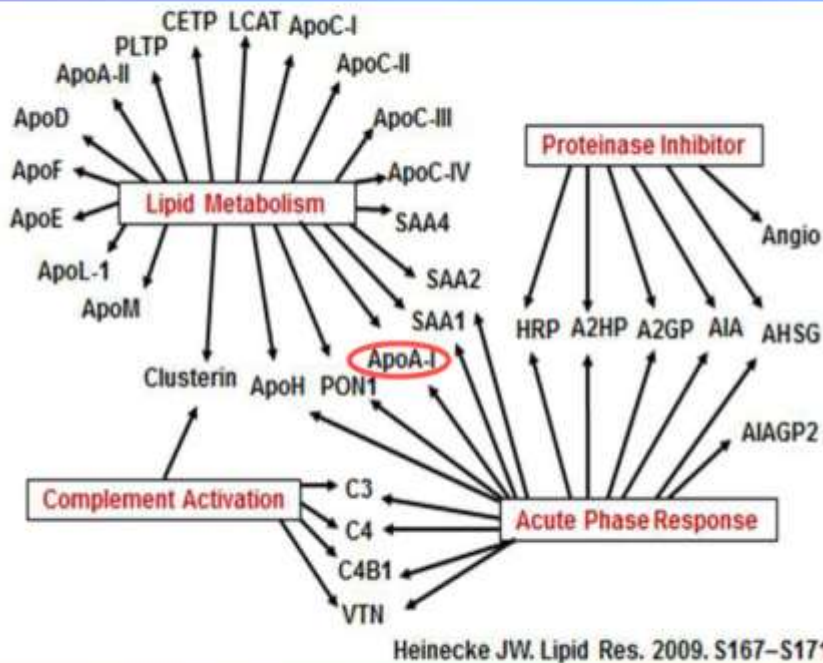 CETP LCAT ApoC-I
PLTP
ApoA-II
ApoC-II
ApoD
ApoC-III
Proteinase Inhibitor
ApoF
ApoC-IV
Lipid Metabolism
ApoE
SAA4
Angio
ApoL-1
SAA2
ApoM
SAA1
HRP A2HP A2GP AIA AHSG
ApoA-I
Clusterin ApoH PON1
AIAGP2
C3
Complement Activation
Acute Phase Response
C4
C4B1
VTN
Heinecke JW. Lipid Res. 2009. S167–S171